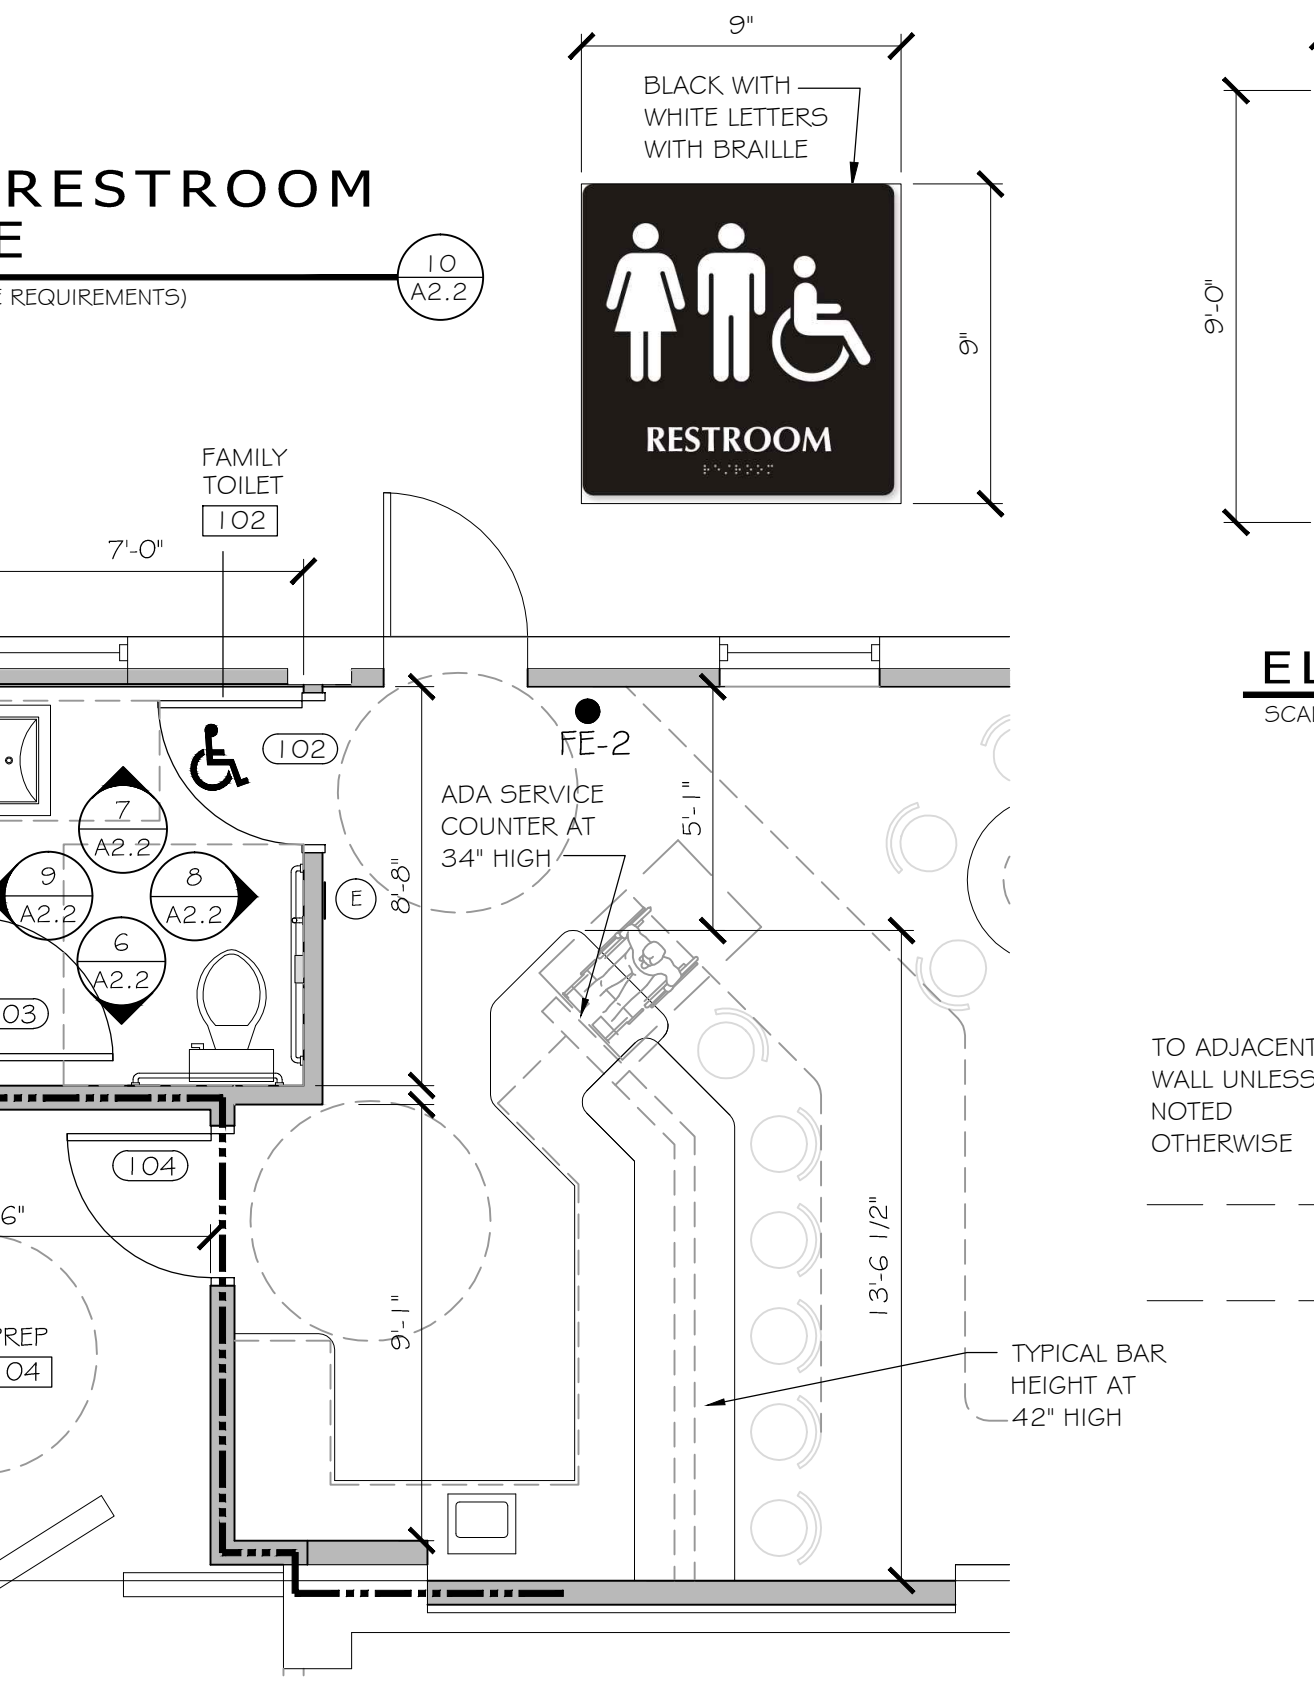 9"
BLACK WITH
WHITE LETTERS
WITH BRAILLE
RESTROOM
E
10
A2.2
E REQUIREMENTS)
9"
9'-0"
RESTROOM
FAMILY
TOILET
102
7'-0"
EL
SCAL
FE-2
102
ADA SERVICE
COUNTER AT
34" HIGH
5'-1"
7
A2.2
9
A2.2
8
A2.2
E
8'-8"
6
A2.2
03
TO ADJACENT
WALL UNLESS
NOTED
OTHERWISE
104
6"
13'-6 1/2"
9'-1"
PREP
04
TYPICAL BAR
HEIGHT AT
42" HIGH